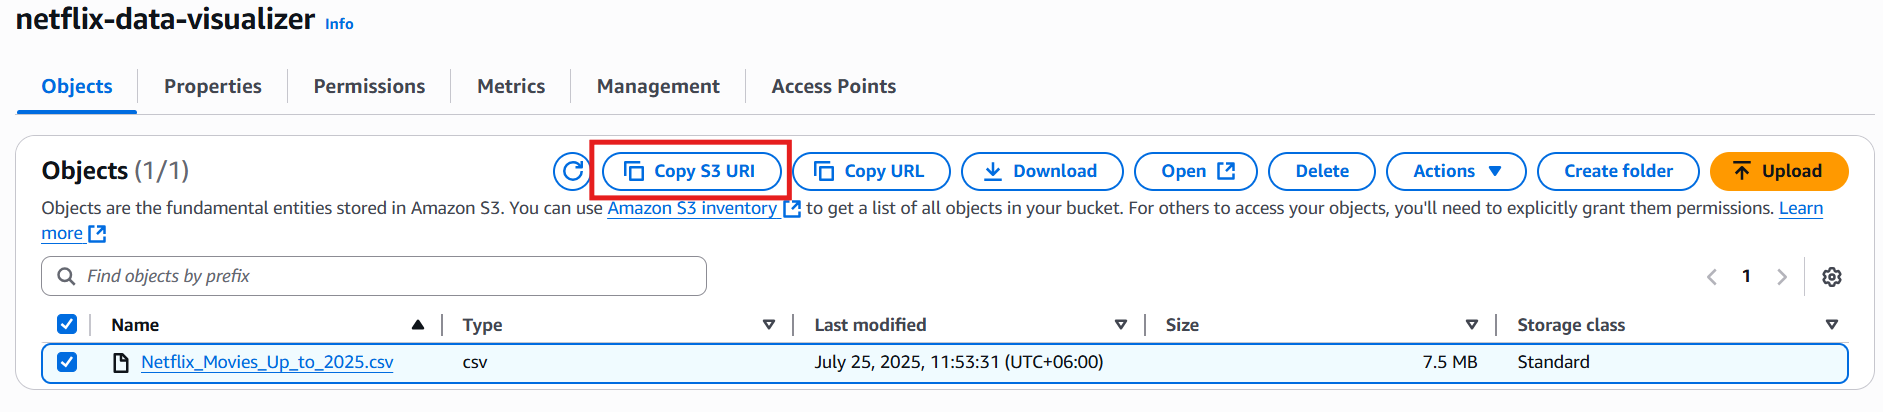 netflix-data-visualizer Info
Objects Properties Permissions Metrics Management Access Points
Objects (1/1) Copy S3 URI Copy URL Download Open Delete Actions Create folder Upload
Objects are the fundamental entities stored in Amazon S3. You can use Amazon S3 inventory to get a list of all objects in your bucket. For others to access your objects, you'll need to explicitly grant them permissions. Learn
more
Find objects by prefix 1
Name Type Last modified Size Storage class
Netflix_Movies_Up_to_2025.csv csv July 25, 2025, 11:53:31 (UTC+06:00) 7.5 MB Standard